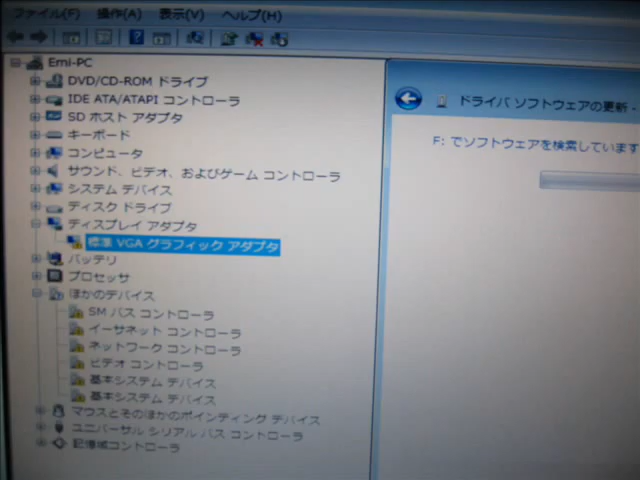 ファイル(F) 操作(A) 表示(V) ヘルプ(H)
Emi-PC
DVD/CD-ROM ドライブ
IDE ATA/ATAPI コントローラ
SD ホスト アダプタ
キーボード
コンピュータ
サウンド、ビデオ、およびゲーム コントローラ
システム デバイス
ディスク ドライブ
ディスプレイ アダプタ
標準 VGA グラフィック アダプタ
バッテリ
プロセッサ
ほかのデバイス
SM バス コントローラ
イーサネット コントローラ
ネットワーク コントローラ
ビデオ コントローラ
基本システム デバイス
基本システム デバイス
マウスとそのほかのポインティング デバイス
ユニバーサル シリアル バス コントローラ
記憶域コントローラ
ドライバ ソフトウェアの更新 -
F: でソフトウェアを検索しています